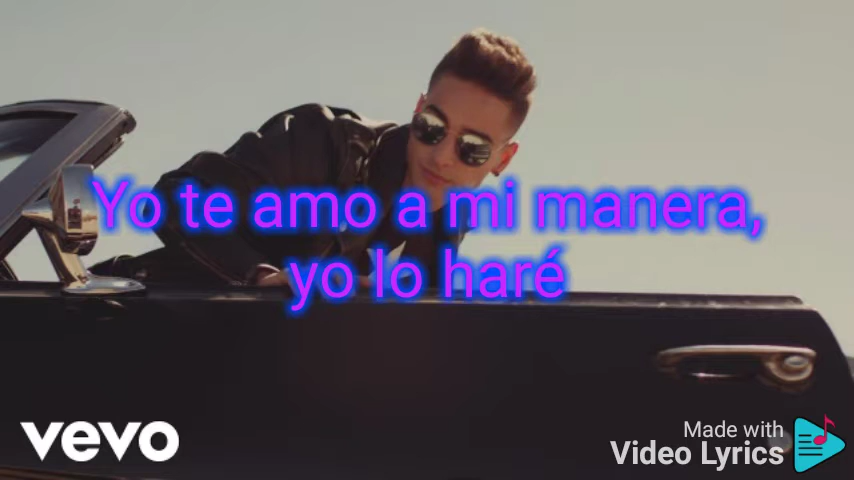 Yo te amo a mi manera,
yo lo haré
vevo
Made with
Video Lyrics